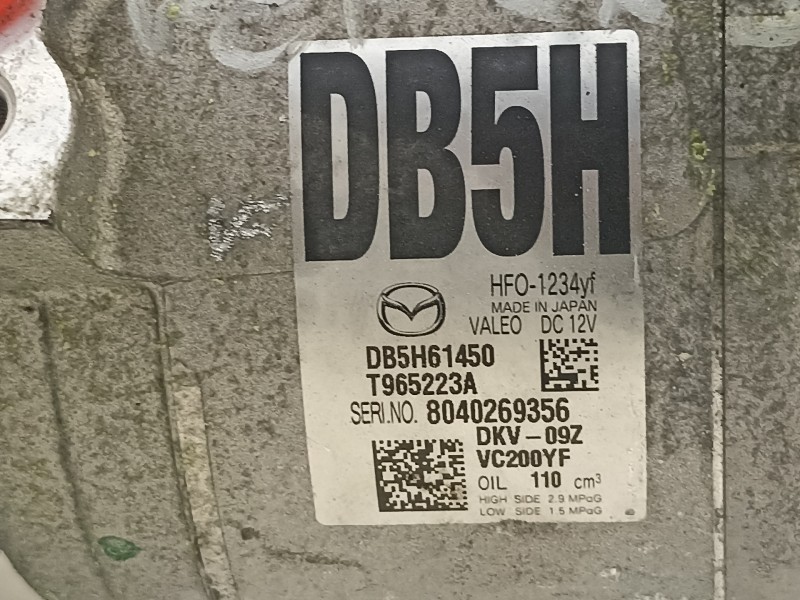 DB5H
HFO-1234yf
MADE IN JAPAN
VALEO DC 12V
DB5H61450
T965223A
SERI.NO. 8040269356
DKV-09Z
VC200YF
OIL 110 cm³
HIGH SIDE 2.9 MPaG
LOW SIDE 1.5 MPaG